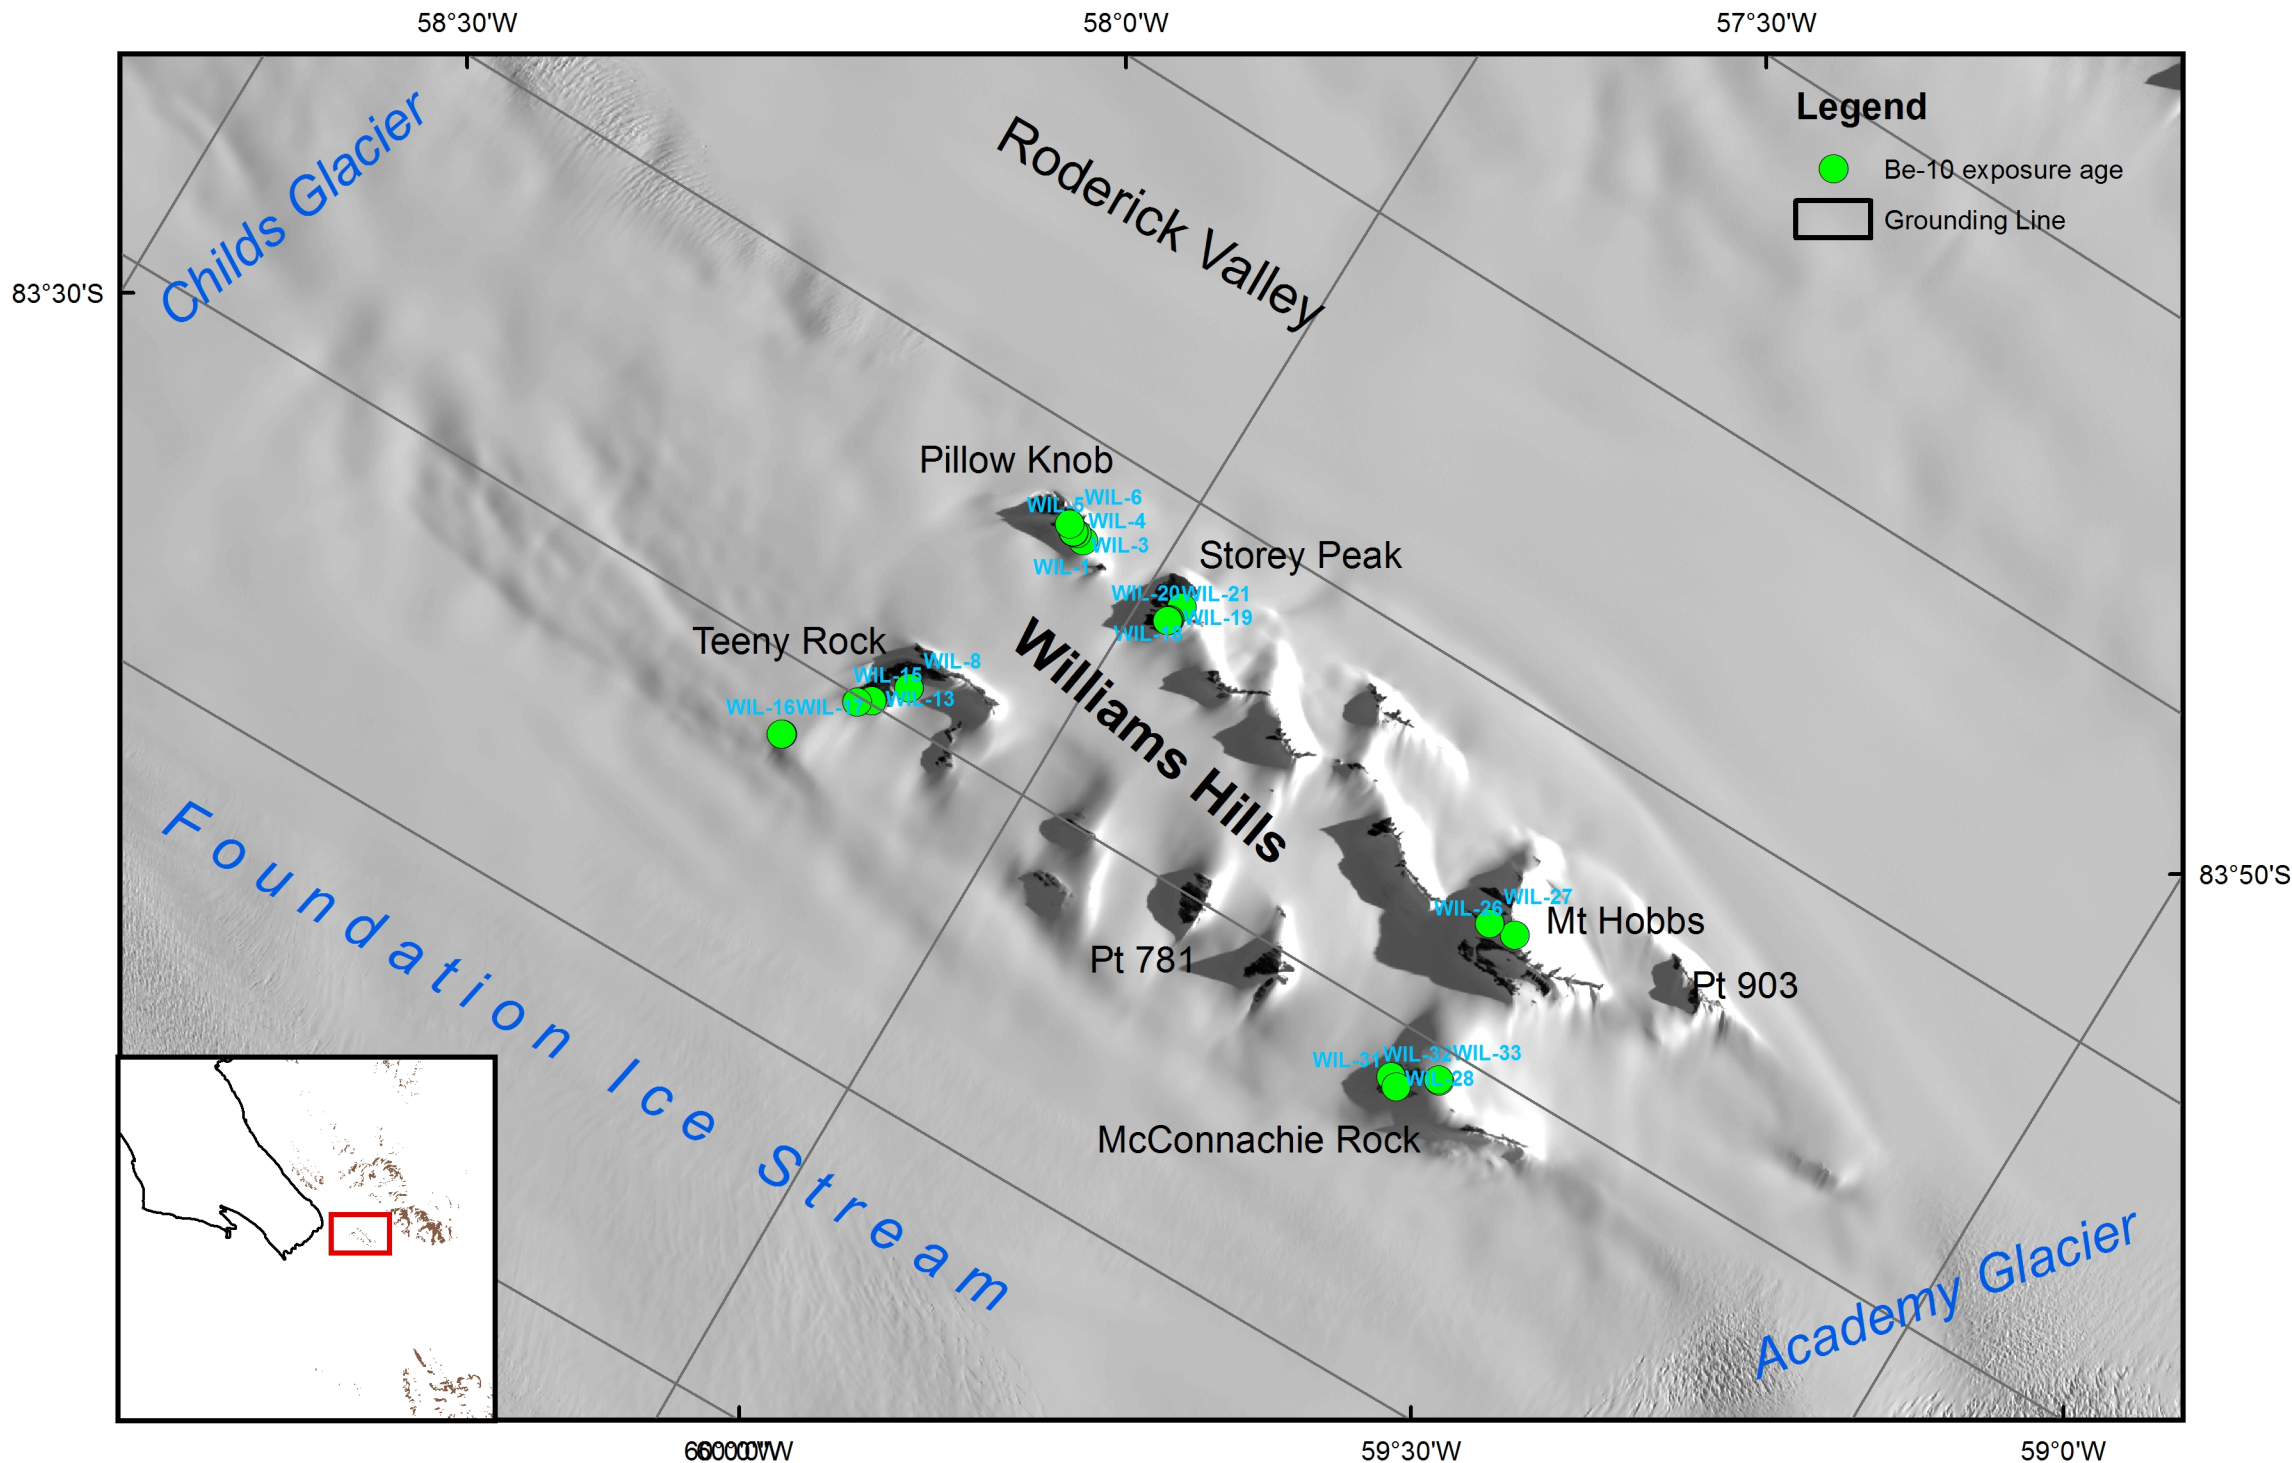 58°30'W
58°0'W
57°30'W
Legend
Be-10 exposure age
Grounding Line
Childs Glacier
Roderick Valley
83°30'S
Pillow Knob
WIL-6
WIL-5
WIL-4
WIL-3
WIL-1
Storey Peak
WIL-20
WIL-21
WIL-19
WIL-18
Teeny Rock
WIL-8
WIL-15
WIL-13
WIL-16
WIL-17
Williams Hills
Foundation Ice Stream
83°50'S
WIL-27
WIL-26
Mt Hobbs
Pt 781
Pt 903
WIL-31
WIL-32
WIL-33
WIL-28
McConnachie Rock
Academy Glacier
59°30'W
59°0'W